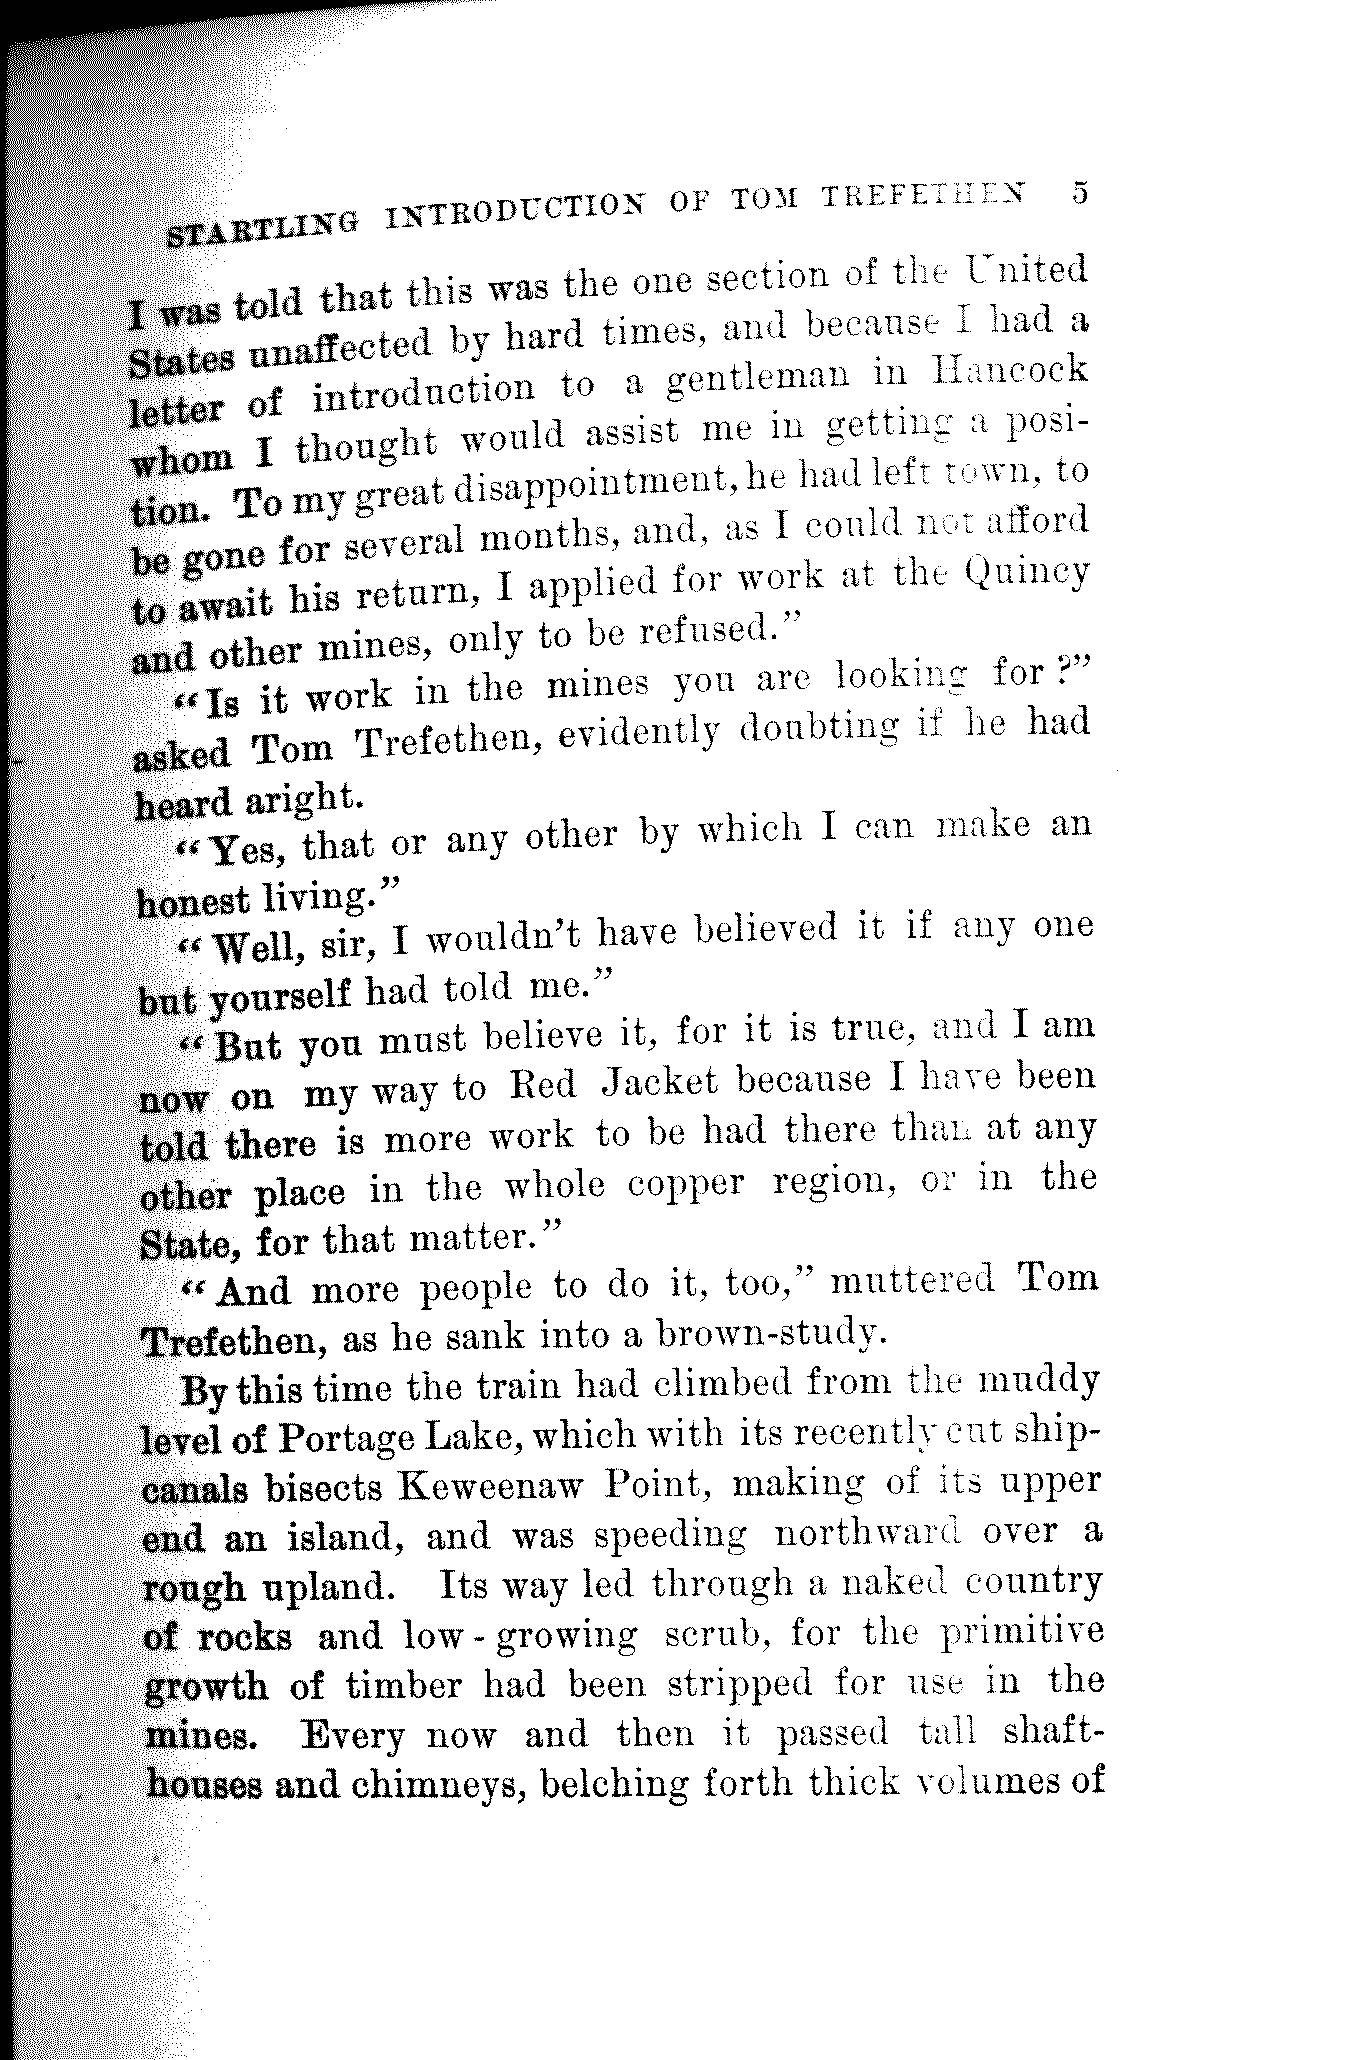 STARTLING INTRODUCTION OF TOM TREFETHEN 5
I was told that this was the one section of the United
States unaffected by hard times, and because I had a
letter of introduction to a gentleman in Hancock
whom I thought would assist me in getting a posi-
tion. To my great disappointment, he had left town, to
be gone for several months, and, as I could not afford
to await his return, I applied for work at the Quincy
and other mines, only to be refused.”
“Is it work in the mines you are looking for?”
asked Tom Trefethen, evidently doubting if he had
heard aright.
“Yes, that or any other by which I can make an
honest living.”
“Well, sir, I wouldn’t have believed it if any one
but yourself had told me.”
“But you must believe it, for it is true, and I am
now on my way to Red Jacket because I have been
told there is more work to be had there than at any
other place in the whole copper region, or in the
State, for that matter.”
“And more people to do it, too,” muttered Tom
Trefethen, as he sank into a brown-study.
By this time the train had climbed from the muddy
level of Portage Lake, which with its recently cut ship-
canals bisects Keweenaw Point, making of its upper
end an island, and was speeding northward over a
rough upland. Its way led through a naked country
of rocks and low-growing scrub, for the primitive
growth of timber had been stripped for use in the
mines. Every now and then it passed tall shaft-
houses and chimneys, belching forth thick volumes of